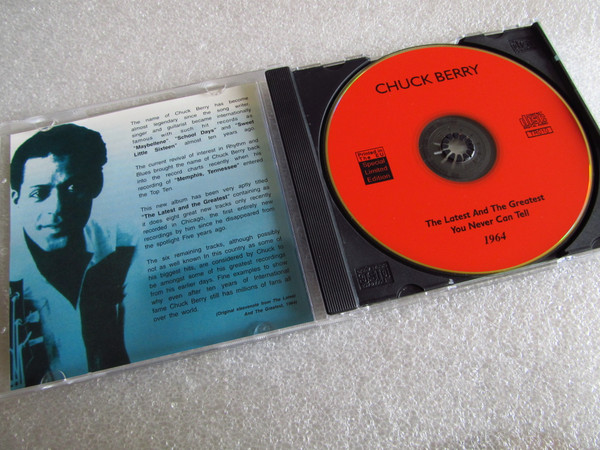 The name of Chuck Berry has become
almost legendary since the song writer
singer and guitarist became internationally
famous with such hit records as
"Maybellene" "School Days" and "Sweet
Little Sixteen" almost ten years ago.
The current revival of interest in Rhythm and
Blues brought the name of Chuck Berry back
into the record charts recently when his
recording of "Memphis, Tennessee" entered
the Top Ten.
This new album has been very aptly titled
"The Latest and the Greatest" containing as
it does eight great new tracks only recently
recorded in Chicago, the first entirely new
recordings by him since he disappeared from
the spotlight Five years ago.
The six remaining tracks, although possibly
not as well known in this country as some of
his biggest hits, are considered by Chuck to
be amongst some of his greatest recordings
from his earlier days. Fine examples to show
why even after ten years of international
fame Chuck Berry still has millions of fans all
over the world.
(Original sleevenote from The Latest
And The Greatest 1964)
CHUCK BERRY
Special
Limited
Edition
The Latest And The Greatest
You Never Can Tell
1964